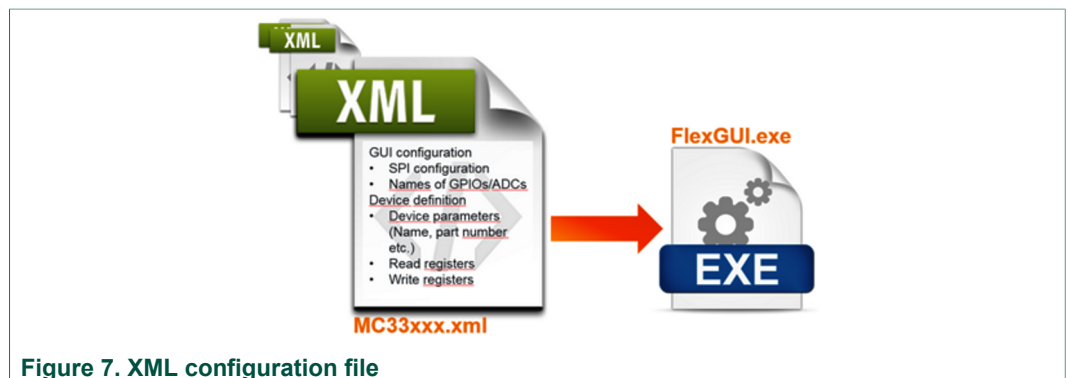 XML
XML
GUI configuration
• SPI configuration
• Names of GPIOs/ADCs
Device definition
• Device parameters
(Name, part number
etc.)
• Read registers
• Write registers
MC33xxx.xml
FlexGUI.exe
EXE
Figure 7. XML configuration file